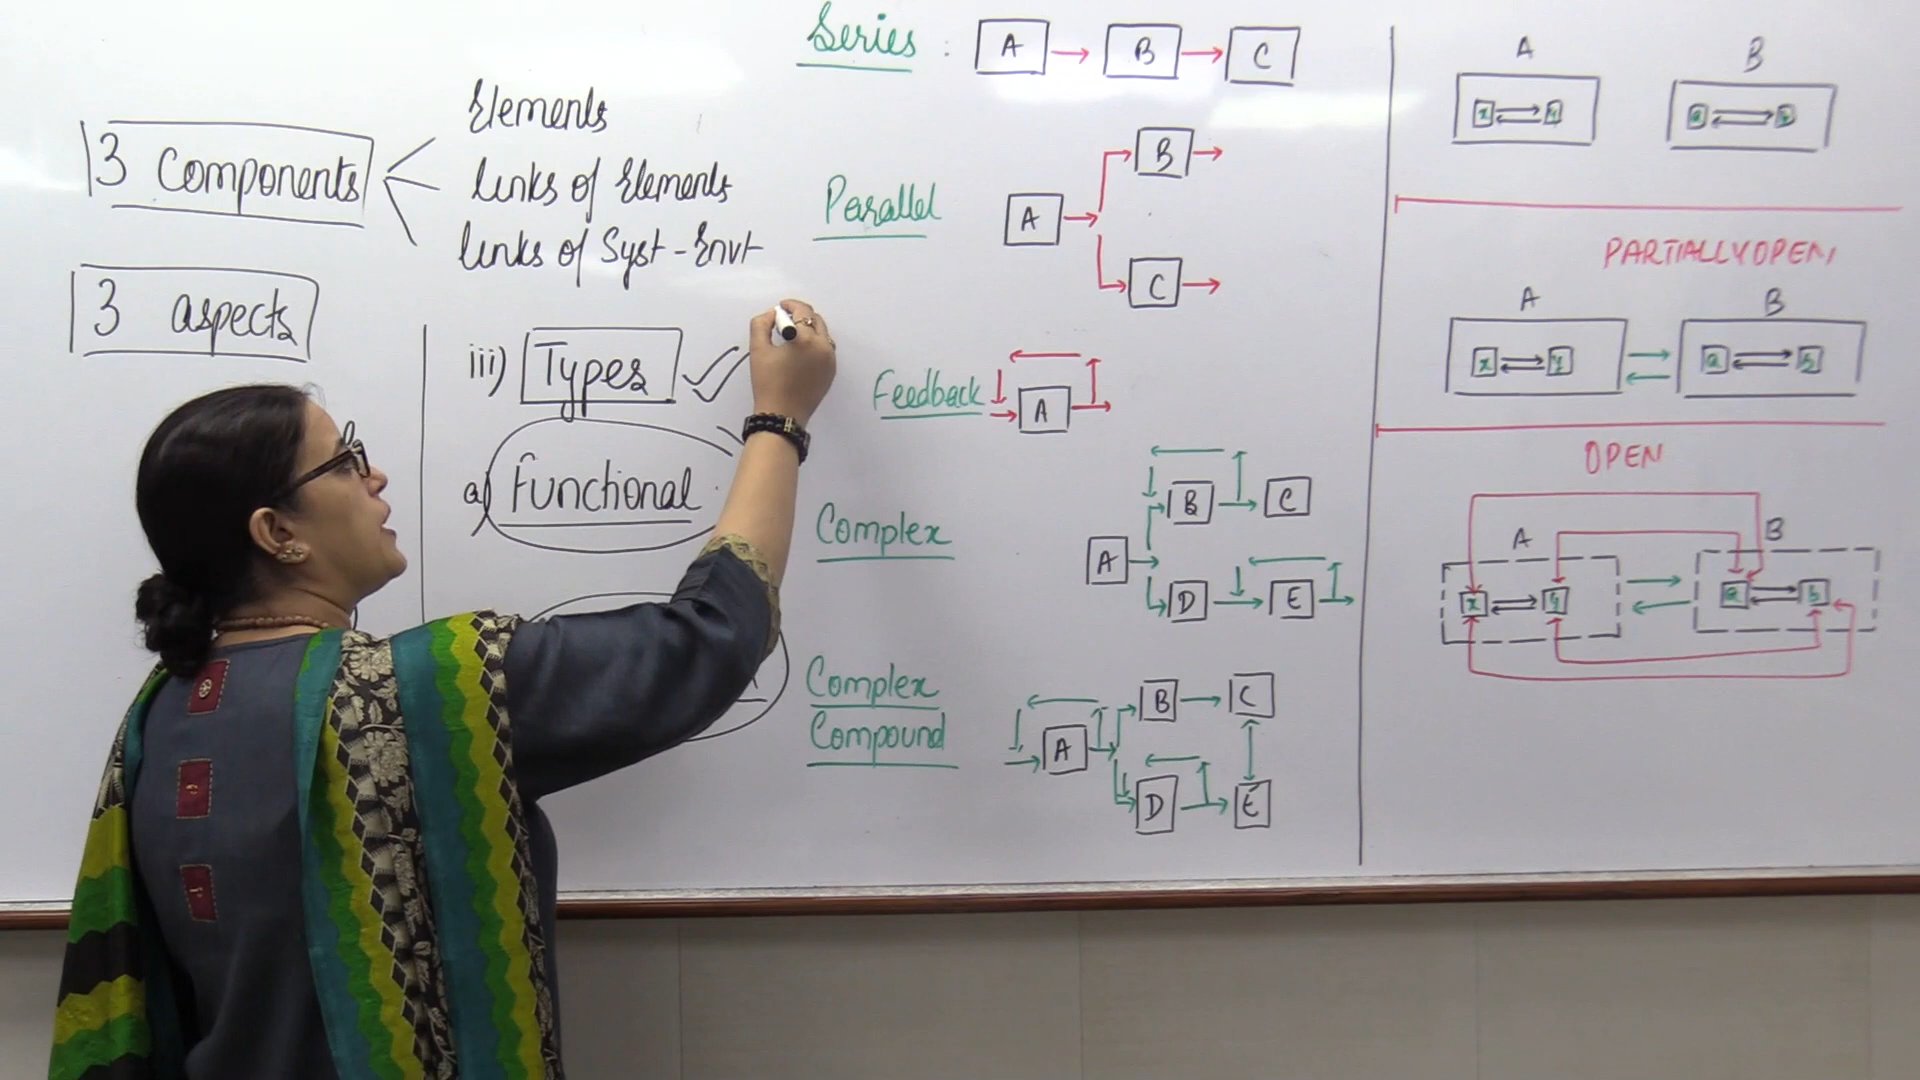 3 Components
Elements
links of Elements
links of Syst-Envt
3 aspects
iii) Types
a) Functional
Series : A B C
Parallel A B C
Feedback A
Complex A B C D E
Complex
Compound A B C D E
A B
x y a
PARTIALLY OPEN
A B
x y a b
OPEN
A B
x y a b